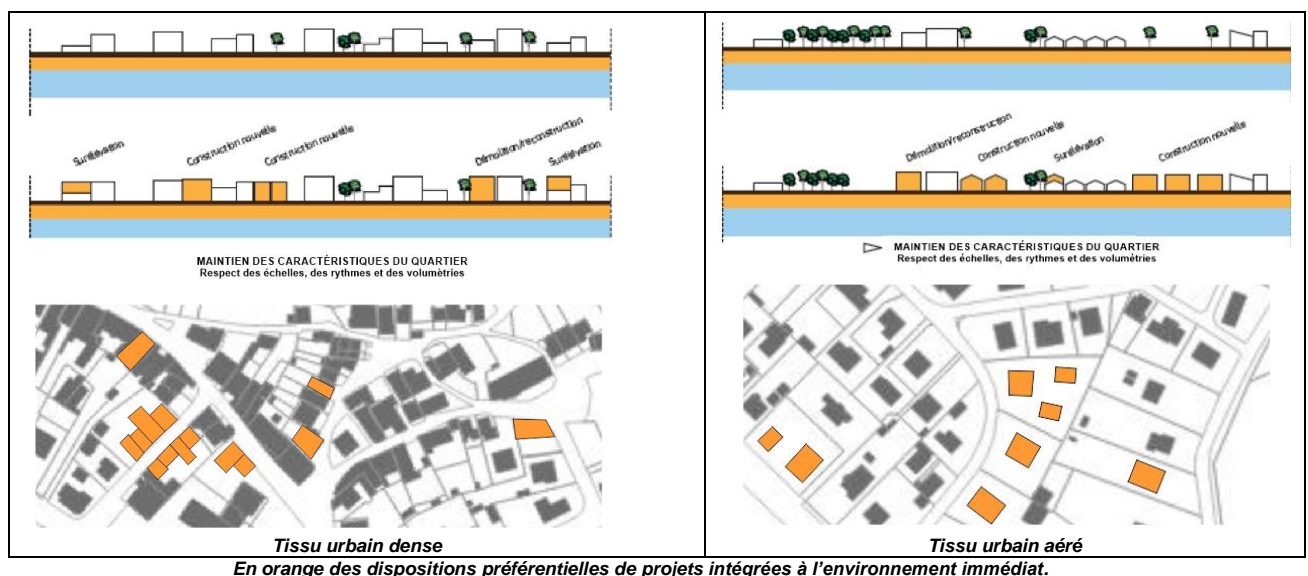 Surélévation
Construction nouvelle
Construction nouvelle
Démolition/reconstruction
Surélévation
MAINTIEN DES CARACTÉRISTIQUES DU QUARTIER
Respect des échelles, des rythmes et des volumètries
Tissu urbain dense
Démolition/reconstruction
Construction nouvelle
Surélévation
Construction nouvelle
MAINTIEN DES CARACTÉRISTIQUES DU QUARTIER
Respect des échelles, des rythmes et des volumètries
Tissu urbain aéré
En orange des dispositions préférentielles de projets intégrées à l'environnement immédiat.